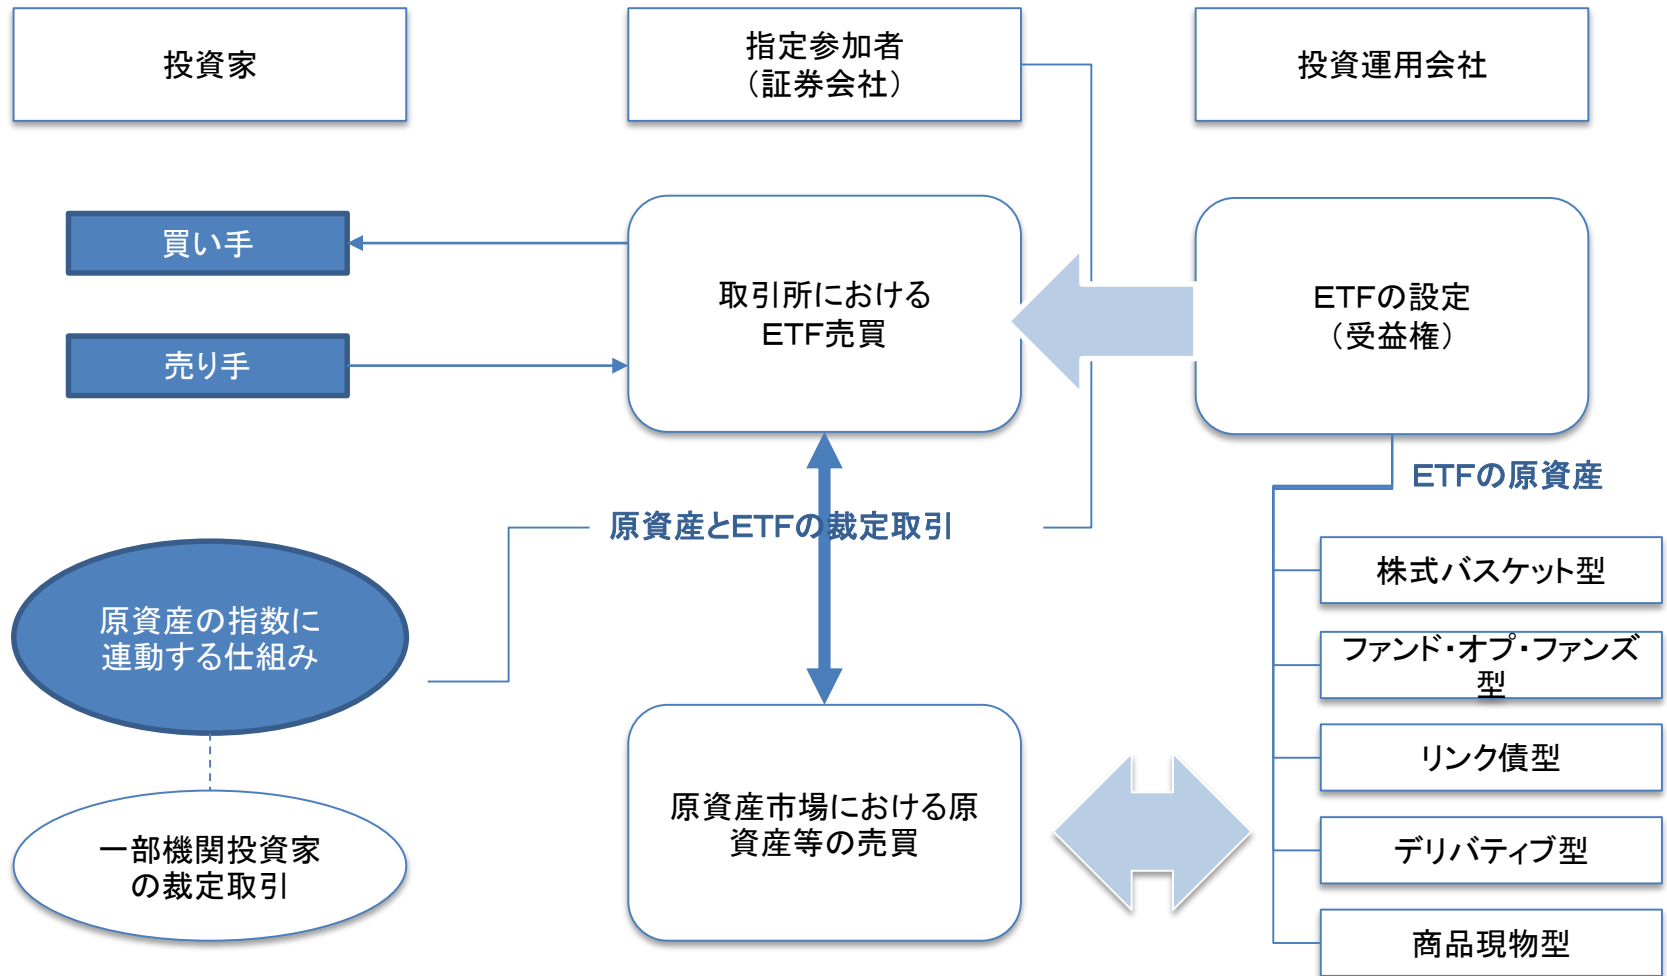 投資家
指定参加者
（証券会社）
投資運用会社
買い手
売り手
取引所における
ETF売買
ETFの設定
（受益権）
ETFの原資産
原資産とETFの裁定取引
原資産の指数に
連動する仕組み
一部機関投資家
の裁定取引
原資産市場における原
資産等の売買
株式バスケット型
ファンド・オプ・ファンズ
型
リンク債型
デリバティブ型
商品現物型